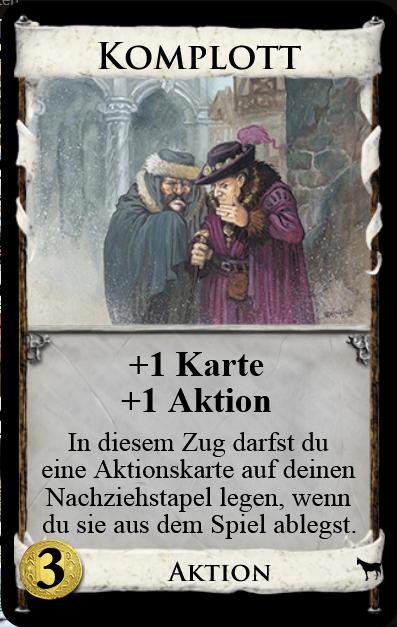 KOMPLOTT
+1 Karte
+1 Aktion
In diesem Zug darfst du
eine Aktionskarte auf deinen
Nachziehstapel legen, wenn
du sie aus dem Spiel ablegst.
3
AKTION